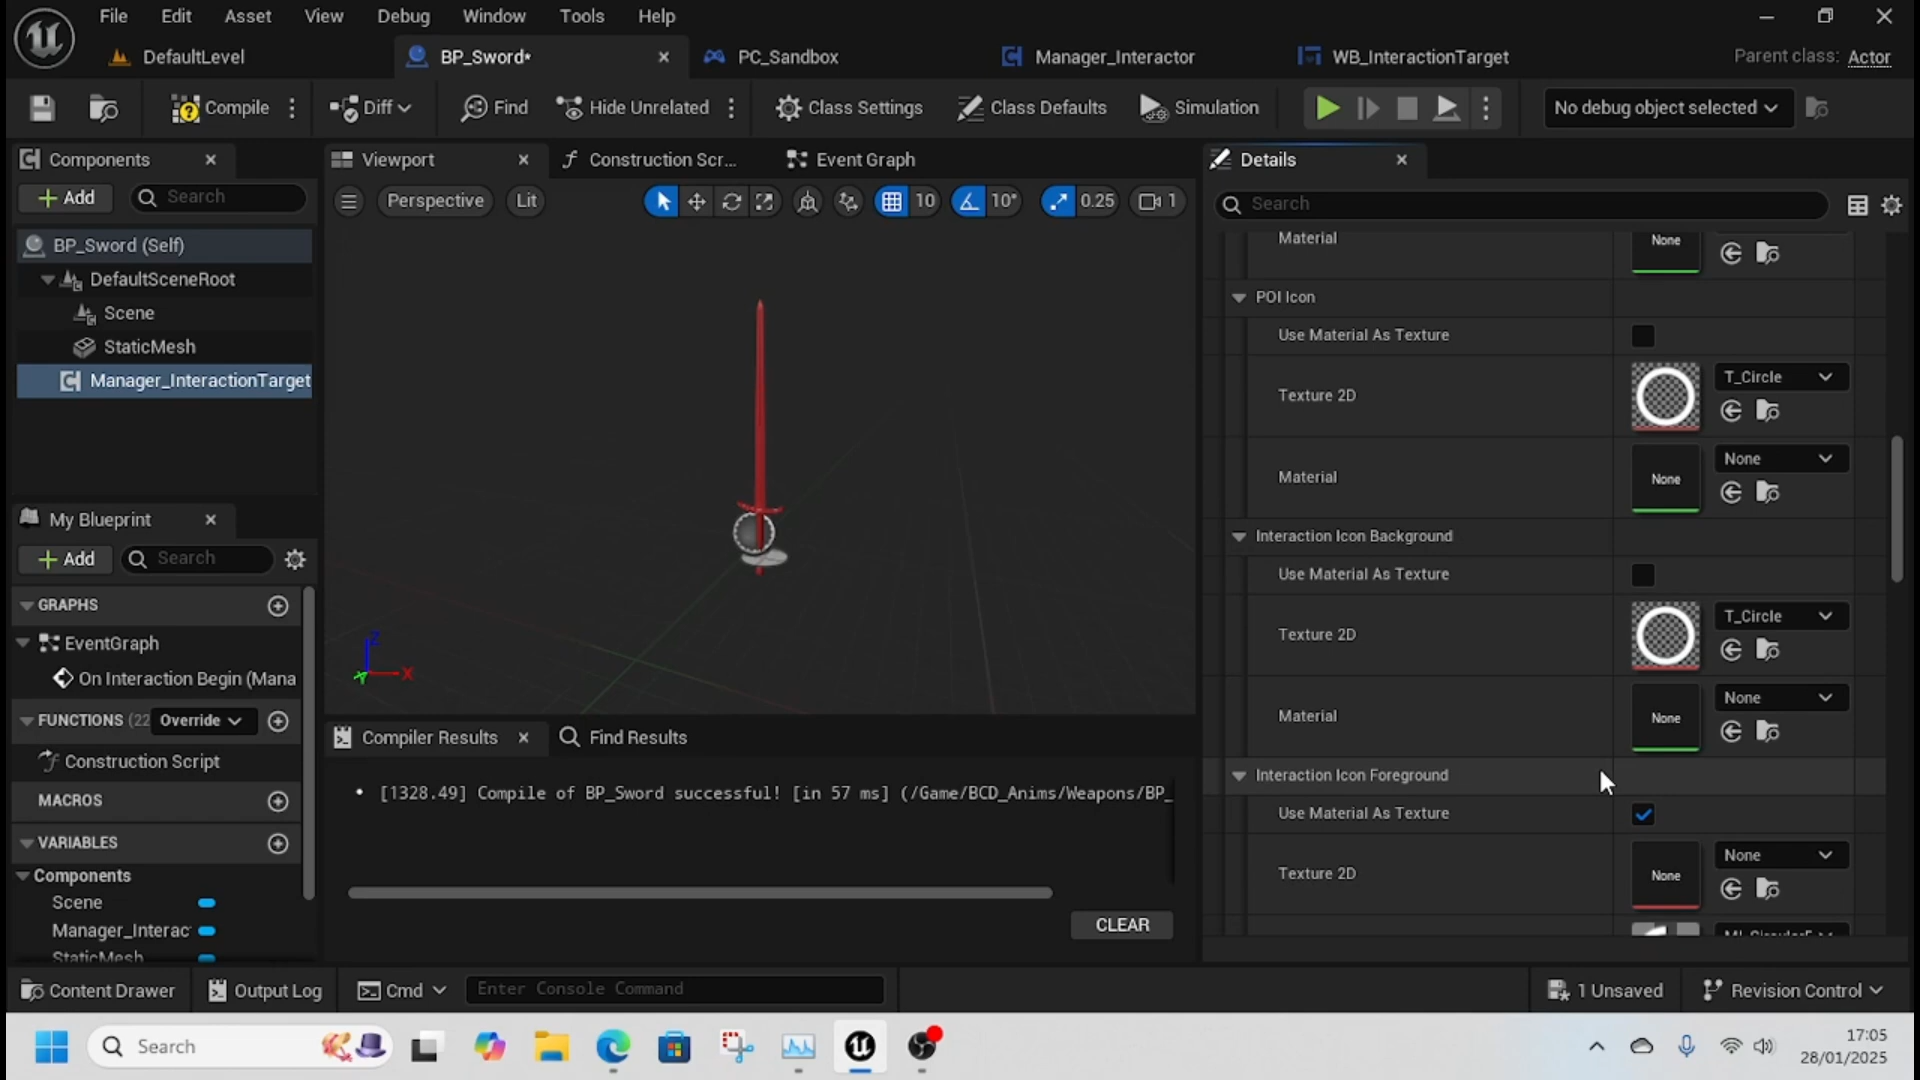 File Edit Asset View Debug Window Tools Help
DefaultLevel BP_Sword* PC_Sandbox Manager_Interactor WB_InteractionTarget Parent class: Actor
Compile Diff Find Hide Unrelated Class Settings Class Defaults Simulation No debug object selected
Components Viewport Construction Scr... Event Graph Details
Add Search Perspective Lit 10 10° 0.25 1 Search
BP_Sword (Self)
DefaultSceneRoot
Scene
StaticMesh
Manager_InteractionTarget
Material None
POI Icon
Use Material As Texture
Texture 2D T_Circle
Material None None
Interaction Icon Background
Use Material As Texture
Texture 2D T_Circle
Material None None
Interaction Icon Foreground
Use Material As Texture
Texture 2D None None
Z
X
Y
My Blueprint
Add Search
GRAPHS
EventGraph
On Interaction Begin (Mana
FUNCTIONS (22 Override
Construction Script
MACROS
VARIABLES
Components
Scene
Manager_Interac
StaticMesh
Compiler Results Find Results
• [1328.49] Compile of BP_Sword successful! [in 57 ms] (/Game/BCD_Anims/Weapons/BP_
CLEAR
Content Drawer Output Log Cmd Enter Console Command 1 Unsaved Revision Control
Search
17:05
28/01/2025